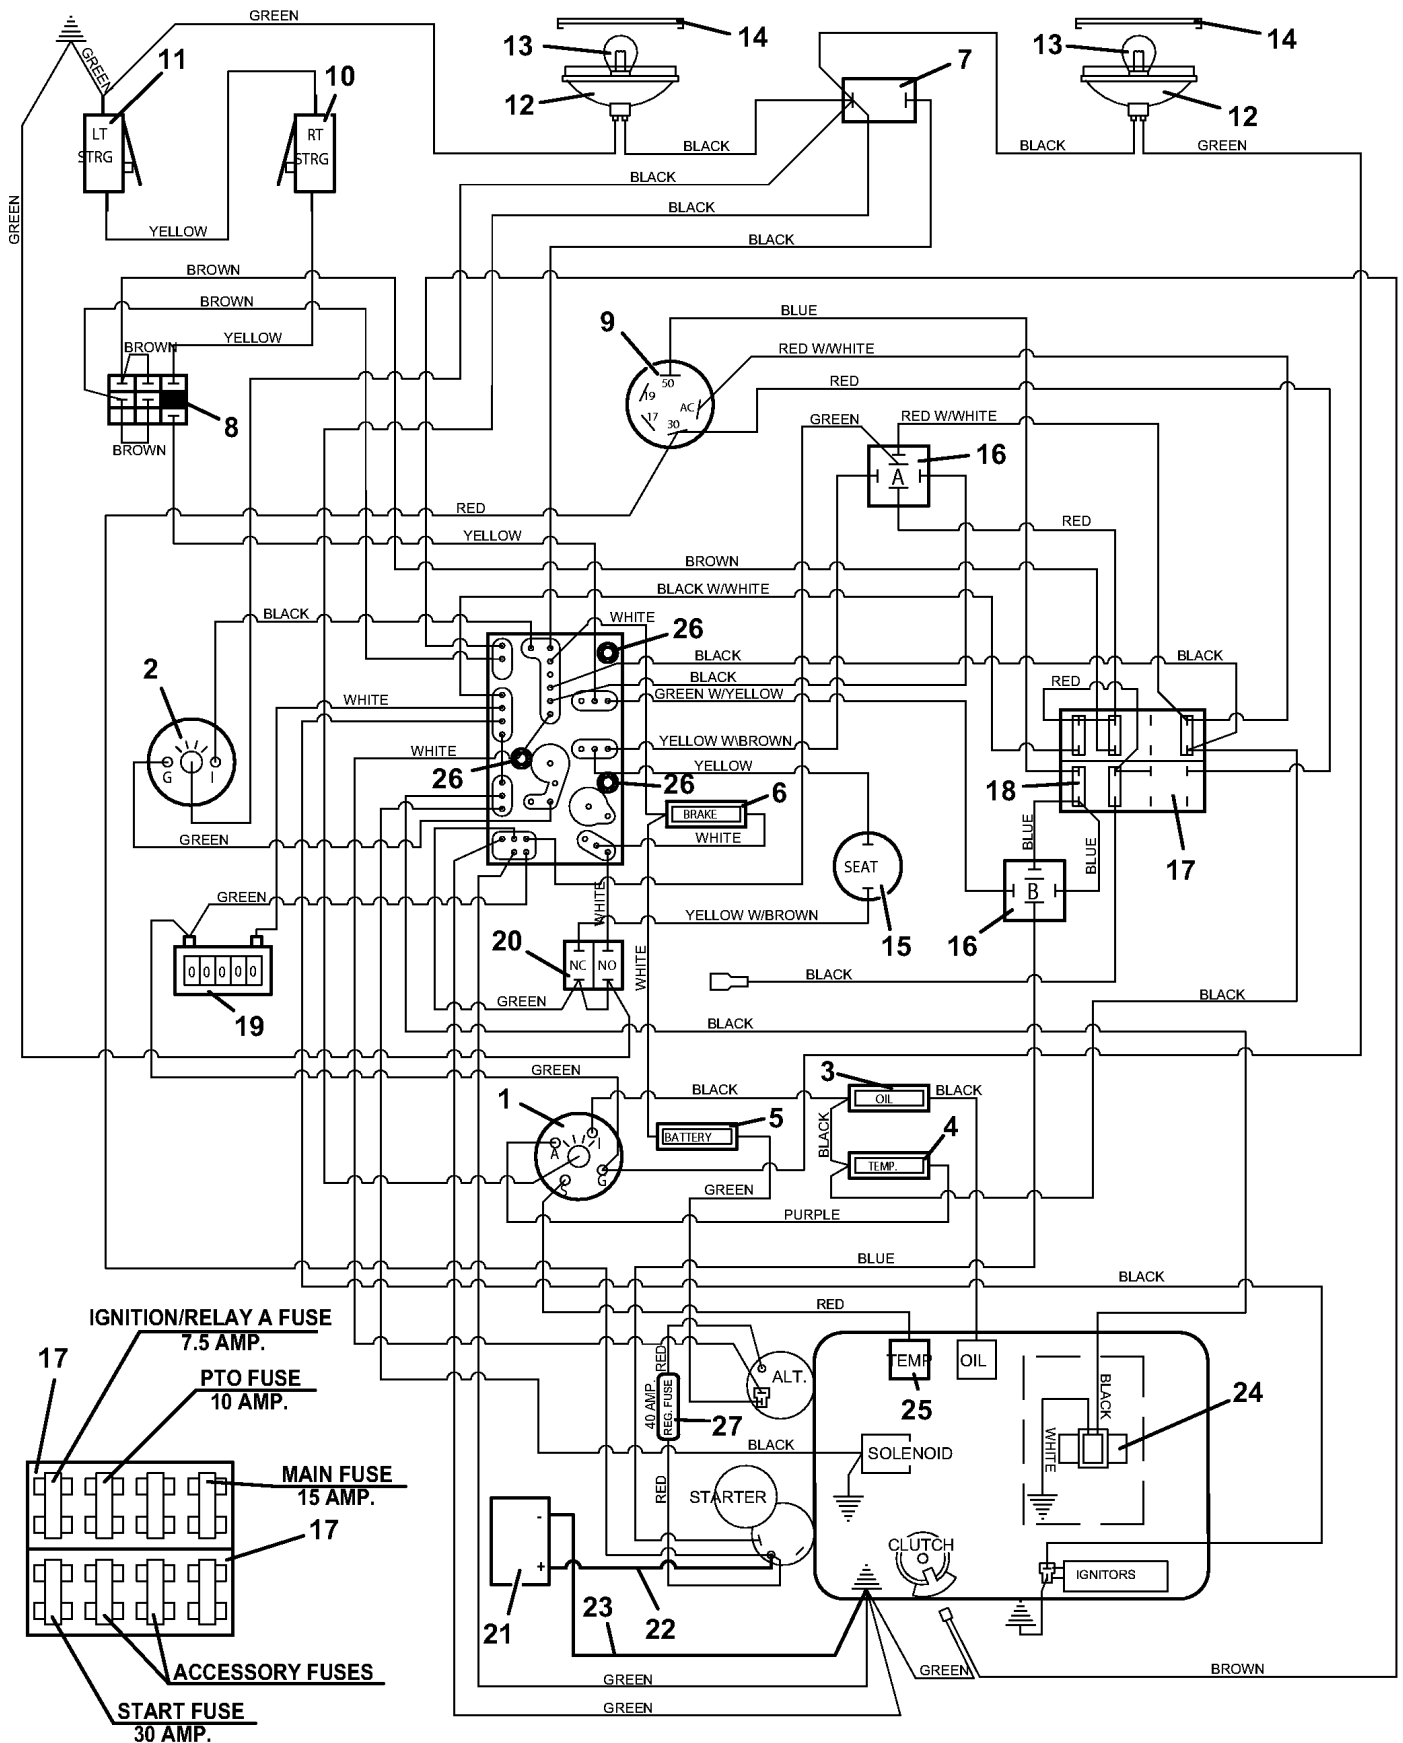 GREEN
14
14
13
13
11
7
GREEN
10
12
12
LT
STRG
RT
STRG
BLACK
BLACK
GREEN
BLACK
GREEN
BLACK
YELLOW
BLACK
BROWN
BROWN
BLUE
9
YELLOW
BROWN
RED W/WHITE
50
19
RED
AC
17
30
GREEN
RED W/WHITE
8
BROWN
16
A
RED
RED
YELLOW
BROWN
BLACK W/WHITE
BLACK
WHITE
26
BLACK
BLACK
2
BLACK
RED
WHITE
GREEN W/YELLOW
WHITE
YELLOW W\BROWN
G
I
26
YELLOW
26
6
18
BRAKE
GREEN
WHITE
BLUE
BLUE
SEAT
17
B
GREEN
WHITE
YELLOW W/BROWN
15
16
20
NC
NO
WHITE
0 0 0 0 0
BLACK
GREEN
BLACK
19
BLACK
GREEN
3
1
BLACK
OIL
BLACK
5
BLACK
4
BATTERY
A
I
TEMP.
S
G
GREEN
PURPLE
BLUE
BLACK
RED
IGNITION/RELAY A FUSE
7.5 AMP.
17
RED
TEMP
OIL
PTO FUSE
10 AMP.
ALT.
40 AMP.
REG. FUSE
27
25
BLACK
24
WHITE
BLACK
SOLENOID
MAIN FUSE
15 AMP.
RED
STARTER
17
-
+
CLUTCH
IGNITORS
21
23
22
ACCESSORY FUSES
GREEN
GREEN
BROWN
START FUSE
30 AMP.
GREEN